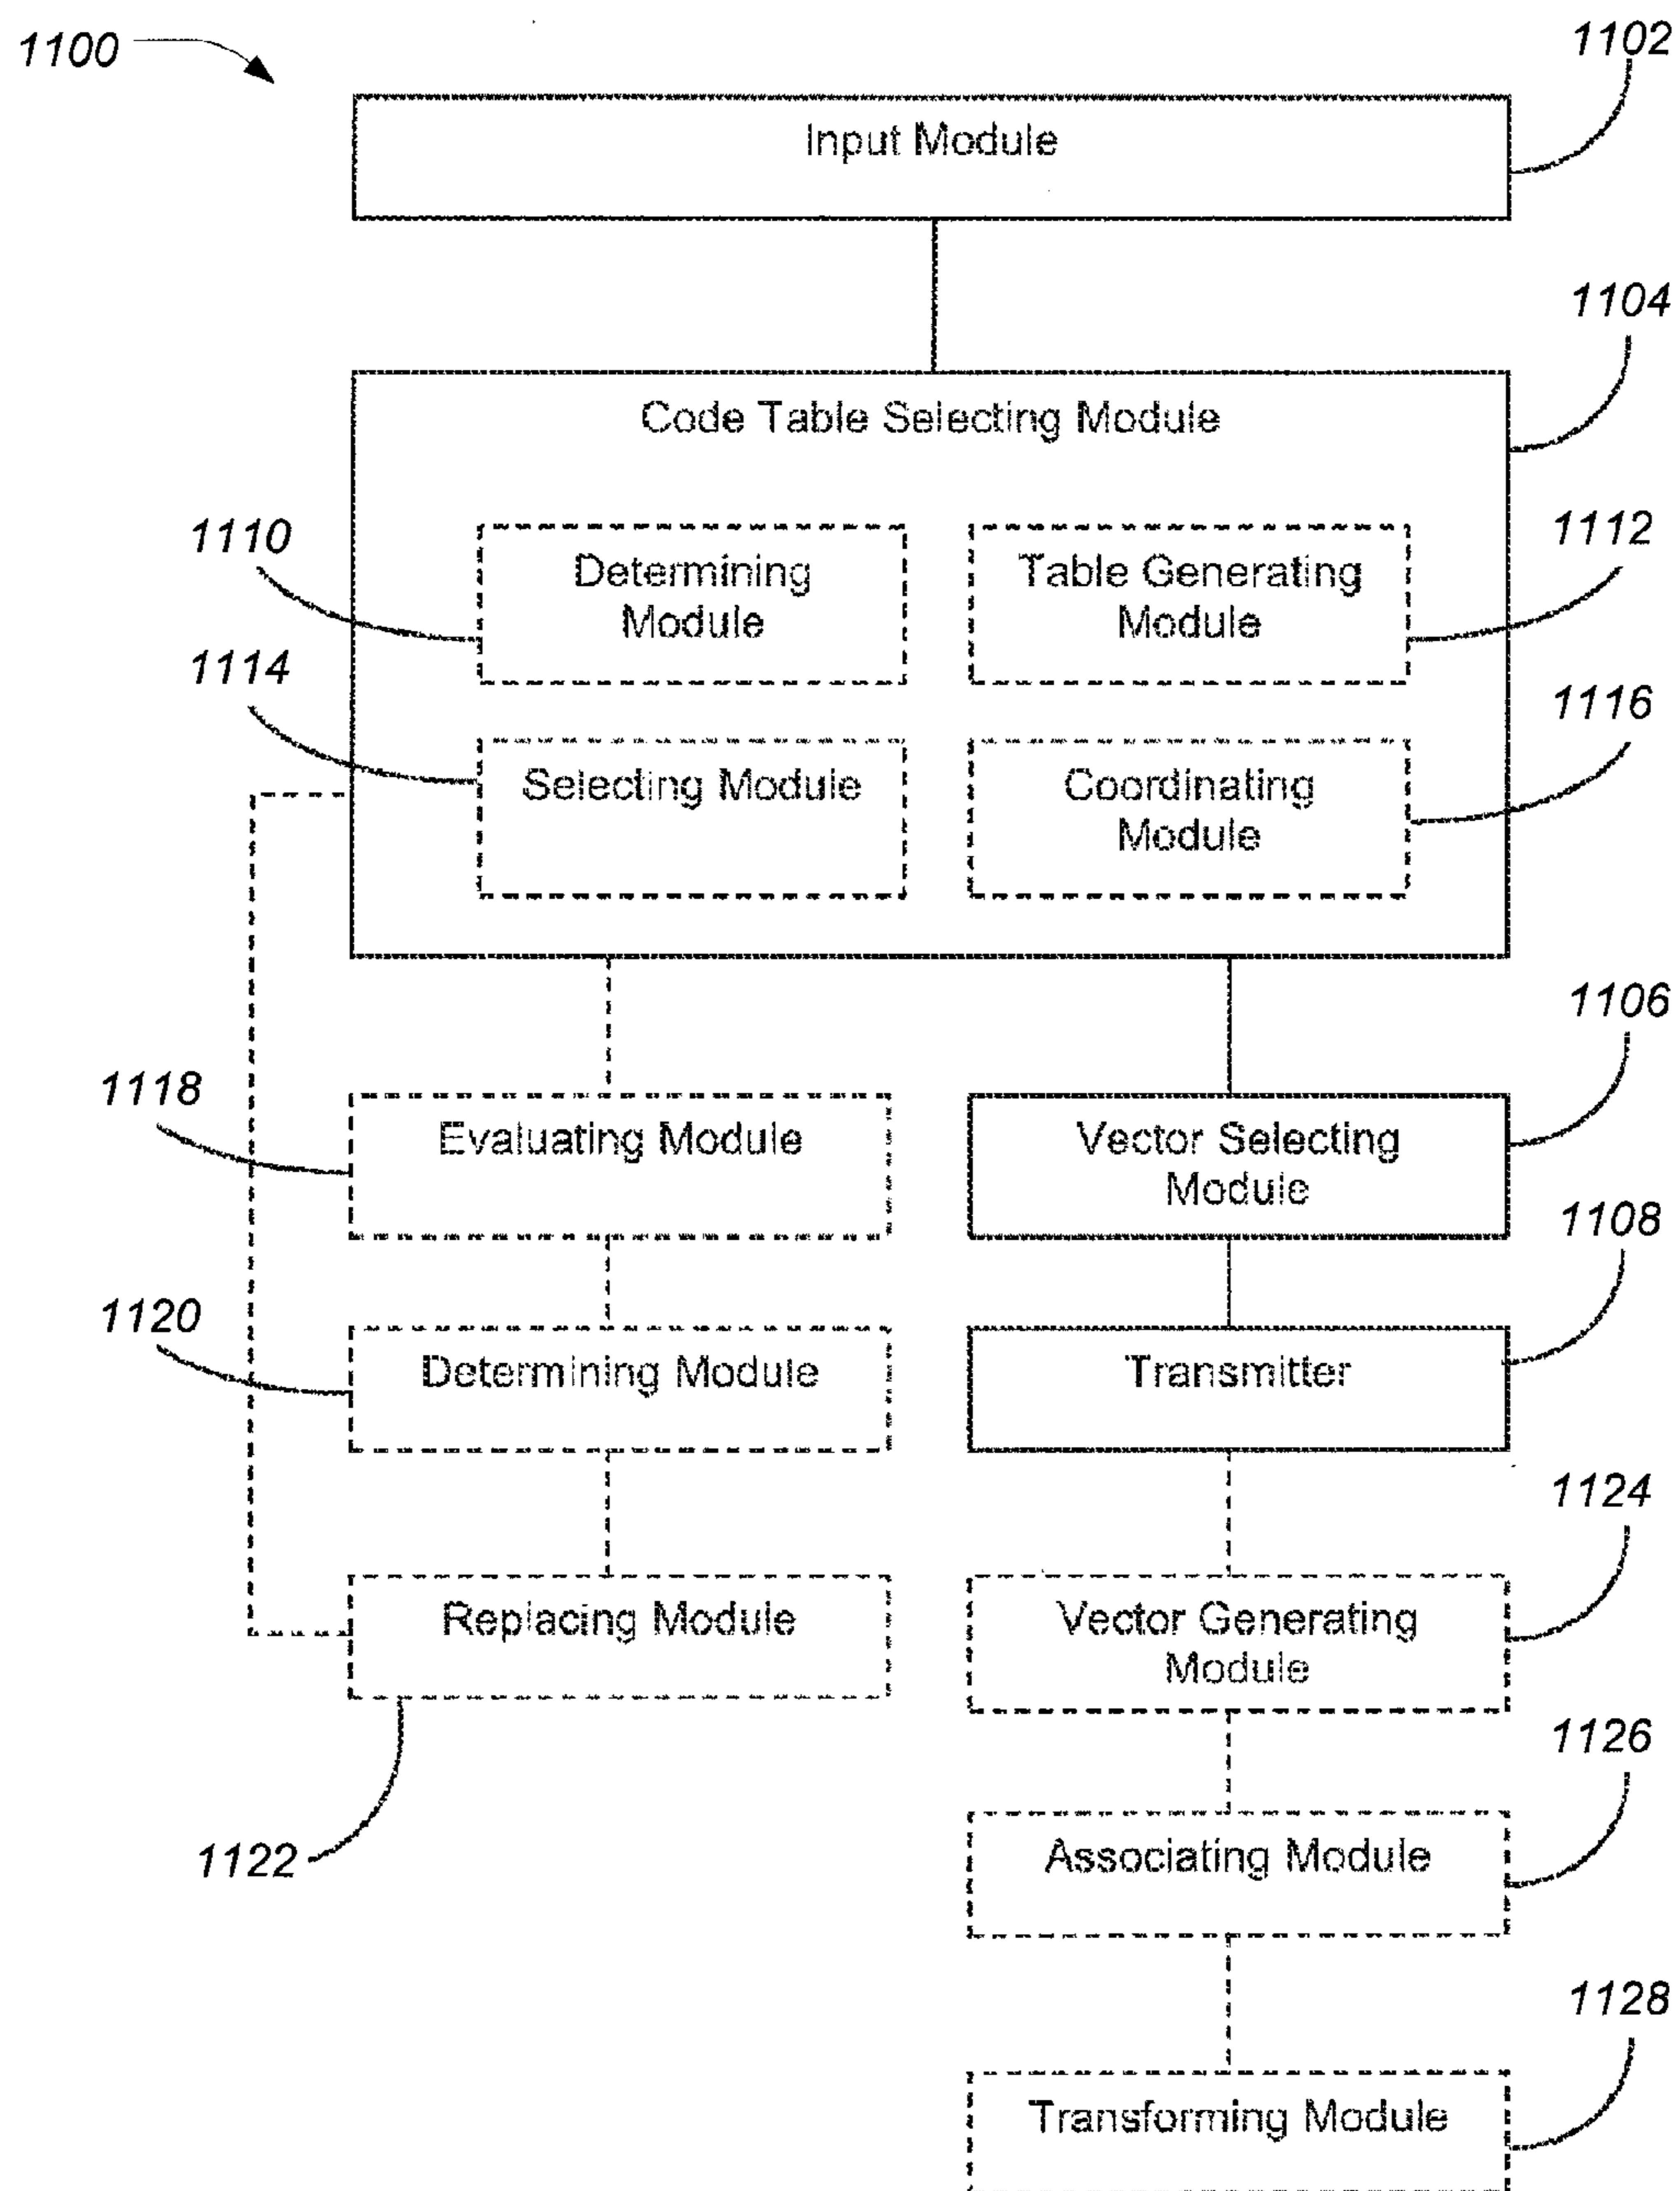 1100
1102
Input Module
1104
Code Table Selecting Module
1110
1112
Determining
Module
Table Generating
Module
1114
1116
Selecting Module
Coordinating
Module
1106
1118
Evaluating Module
Vector Selecting
Module
1108
1120
Determining Module
Transmitter
1124
Replacing Module
Vector Generating
Module
1126
1122
Associating Module
1128
Transforming Module